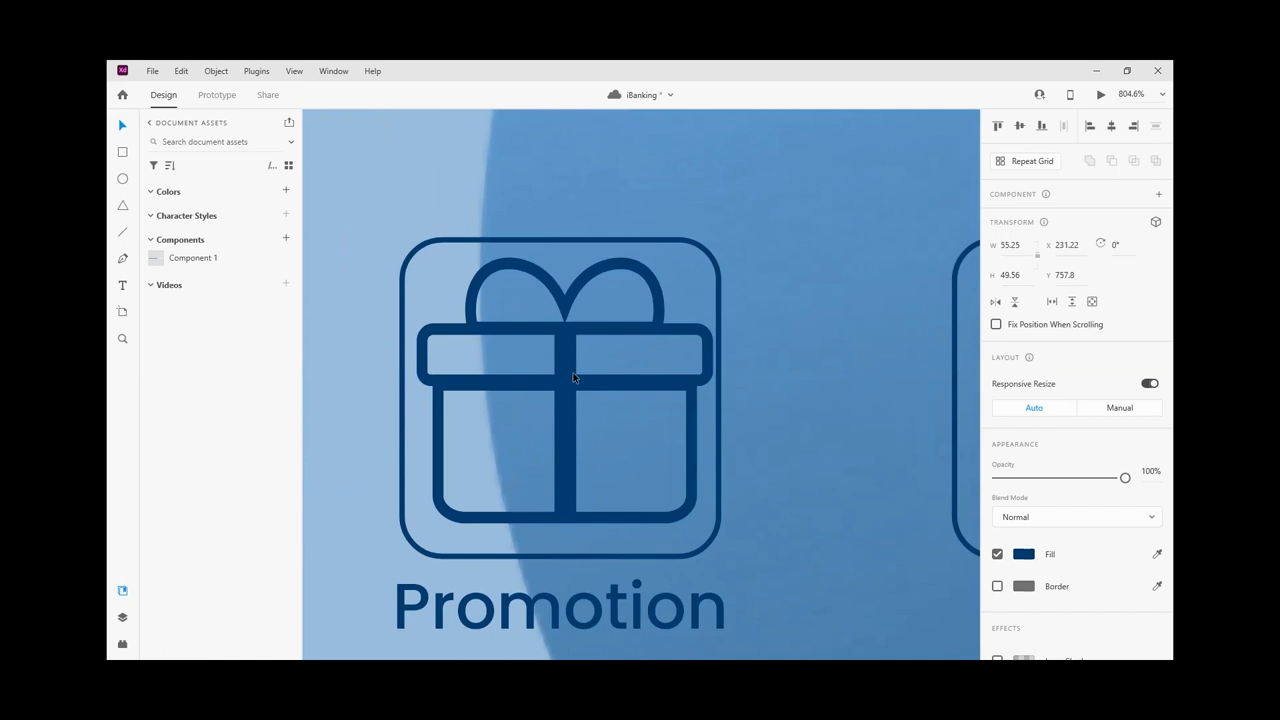 Xd File Edit Object Plugins View Window Help
Design Prototype Share iBanking * 804.6%
DOCUMENT ASSETS
Search document assets
Colors
Character Styles
Components
Component 1
Videos
Promotion
Repeat Grid
COMPONENT
TRANSFORM
W 55.25 X 231.22 0°
H 49.56 Y 757.8
Fix Position When Scrolling
LAYOUT
Responsive Resize
Auto Manual
APPEARANCE
Opacity
100%
Blend Mode
Normal
Fill
Border
EFFECTS